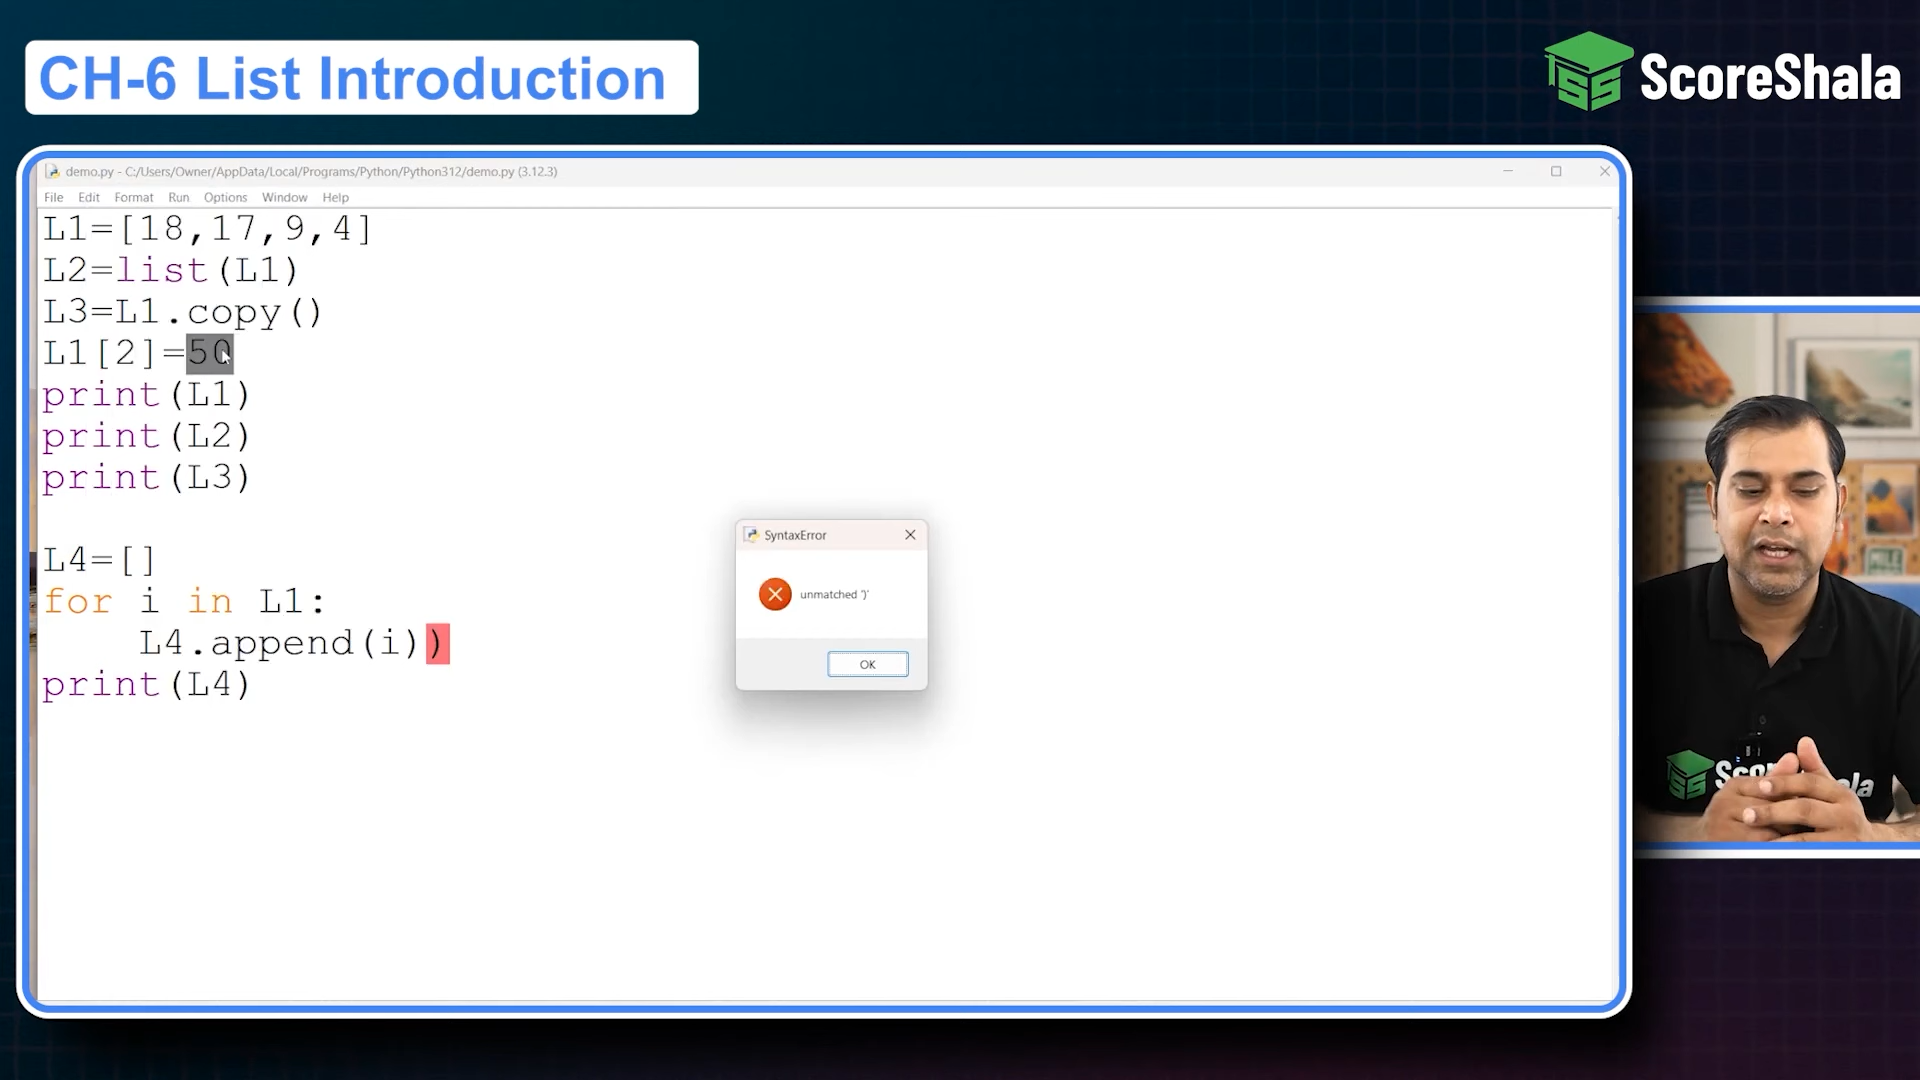 CH-6 List Introduction
ScoreShala
demo.py - C:/Users/Owner/AppData/Local/Programs/Python/Python312/demo.py (3.12.3)
File Edit Format Run Options Window Help
L1=[18,17,9,4]
L2=list(L1)
L3=L1.copy()
L1[2]=50
print(L1)
print(L2)
print(L3)
L4=[]
for i in L1:
    L4.append(i))
print(L4)
SyntaxError
unmatched ')'
OK